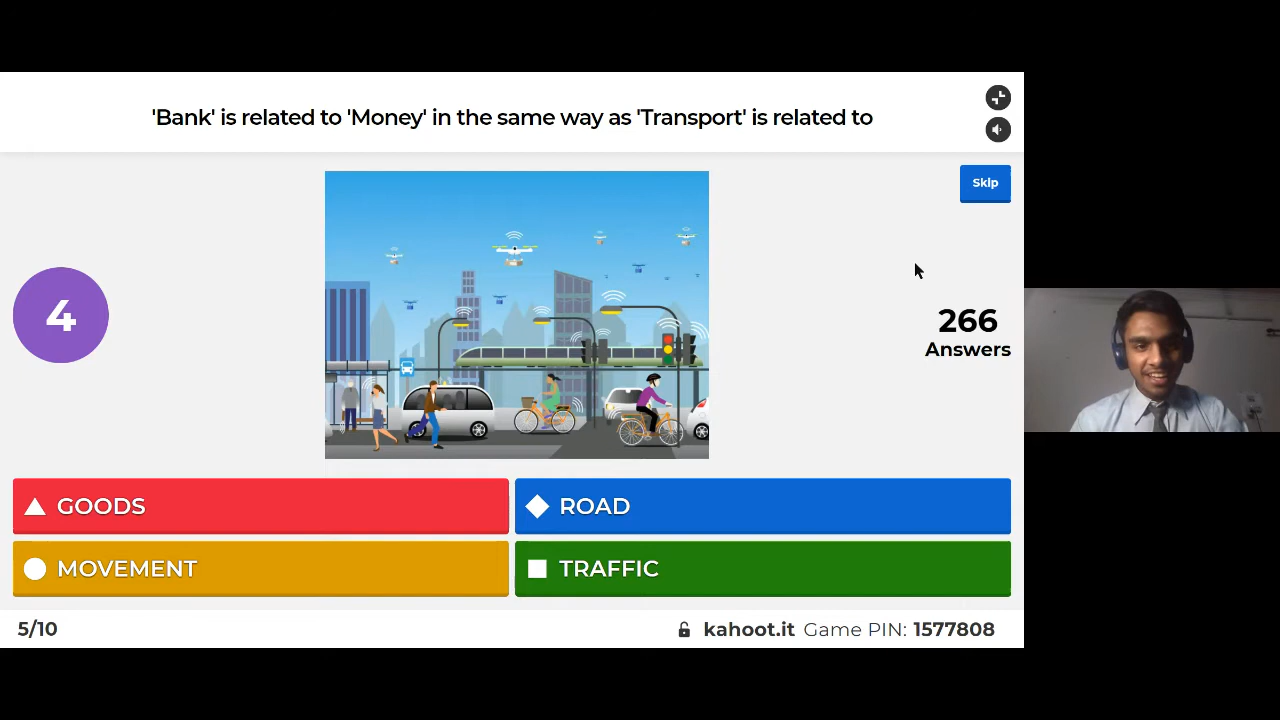 'Bank' is related to 'Money' in the same way as 'Transport' is related to
Skip
4
266
Answers
GOODS
ROAD
MOVEMENT
TRAFFIC
5/10
kahoot.it Game PIN: 1577808